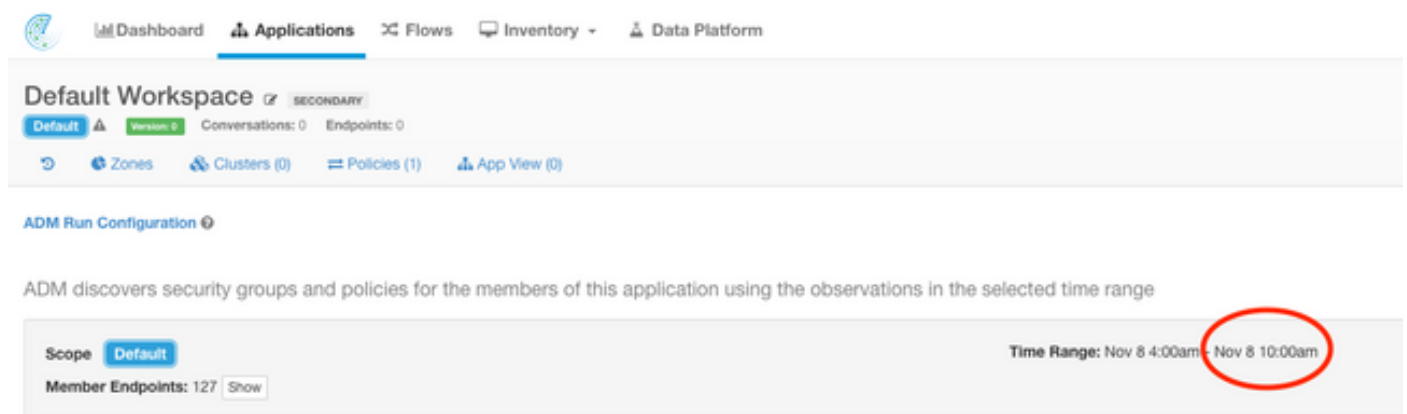 Dashboard Applications Flows Inventory Data Platform
Default Workspace SECONDARY
Default Version: 0 Conversations: 0 Endpoints: 0
Zones Clusters (0) Policies (1) App View (0)
ADM Run Configuration
ADM discovers security groups and policies for the members of this application using the observations in the selected time range
Scope Default Time Range: Nov 8 4:00am - Nov 8 10:00am
Member Endpoints: 127 Show